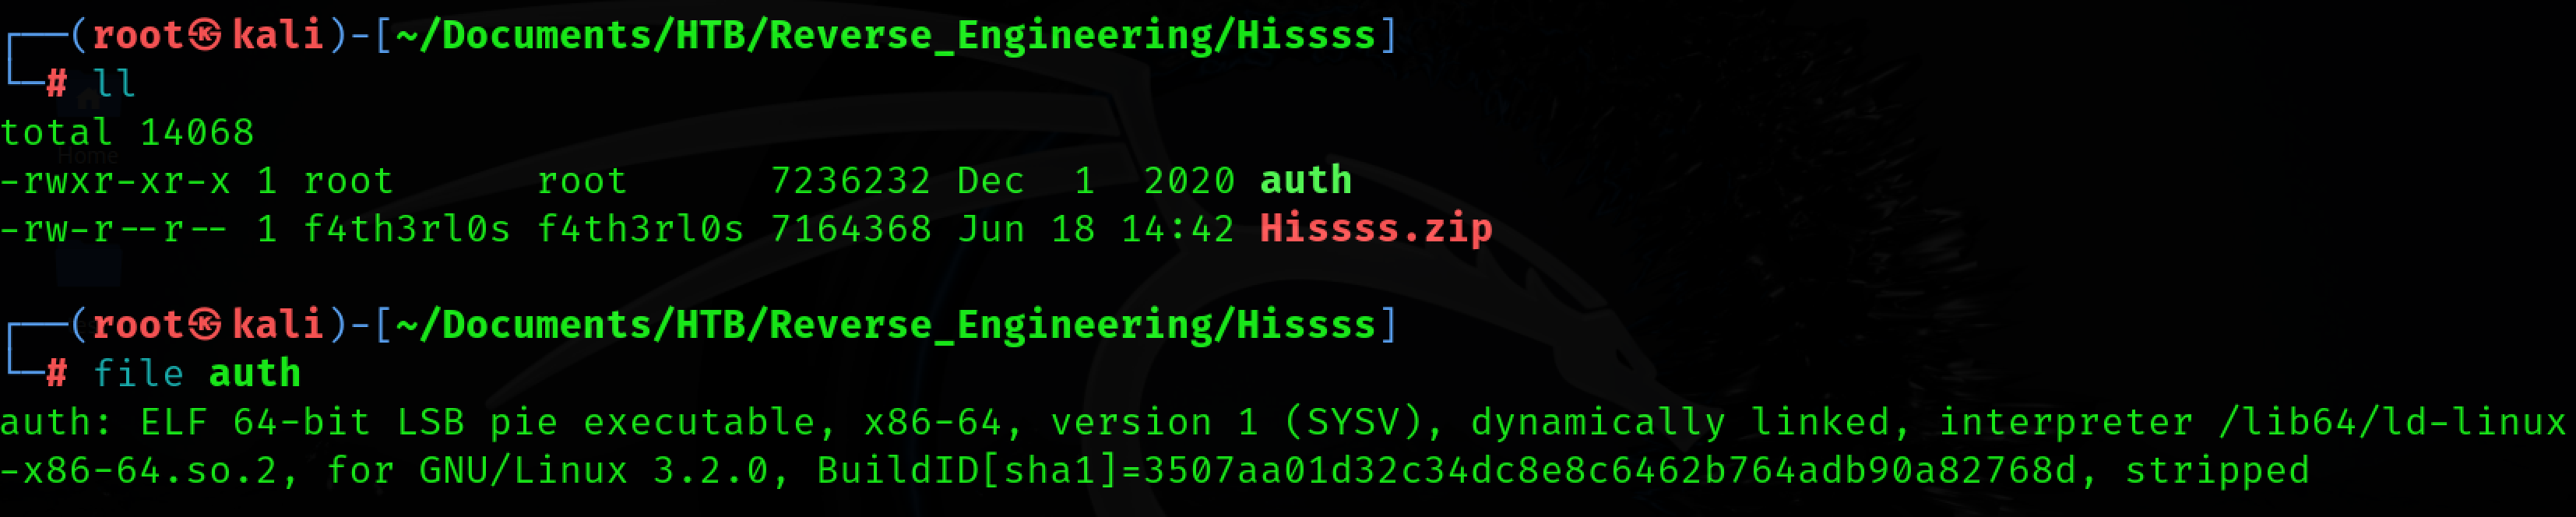 ┌──(root㉿kali)-[~/Documents/HTB/Reverse_Engineering/Hissss]
└─# ll
total 14068
-rwxr-xr-x 1 root      root      7236232 Dec  1  2020 auth
-rw-r--r-- 1 f4th3rl0s f4th3rl0s 7164368 Jun 18 14:42 Hissss.zip
┌──(root㉿kali)-[~/Documents/HTB/Reverse_Engineering/Hissss]
└─# file auth
auth: ELF 64-bit LSB pie executable, x86-64, version 1 (SYSV), dynamically linked, interpreter /lib64/ld-linux
-x86-64.so.2, for GNU/Linux 3.2.0, BuildID[sha1]=3507aa01d32c34dc8e8c6462b764adb90a82768d, stripped
Home